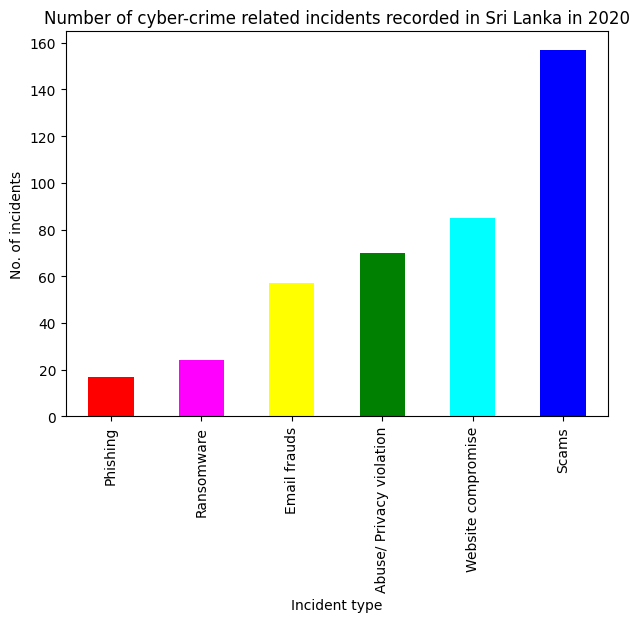 Number of cyber-crime related incidents recorded in Sri Lanka in 2020
No. of incidents
160
140
120
100
80
60
40
20
0
Phishing
Ransomware
Email frauds
Abuse/ Privacy violation
Website compromise
Scams
Incident type